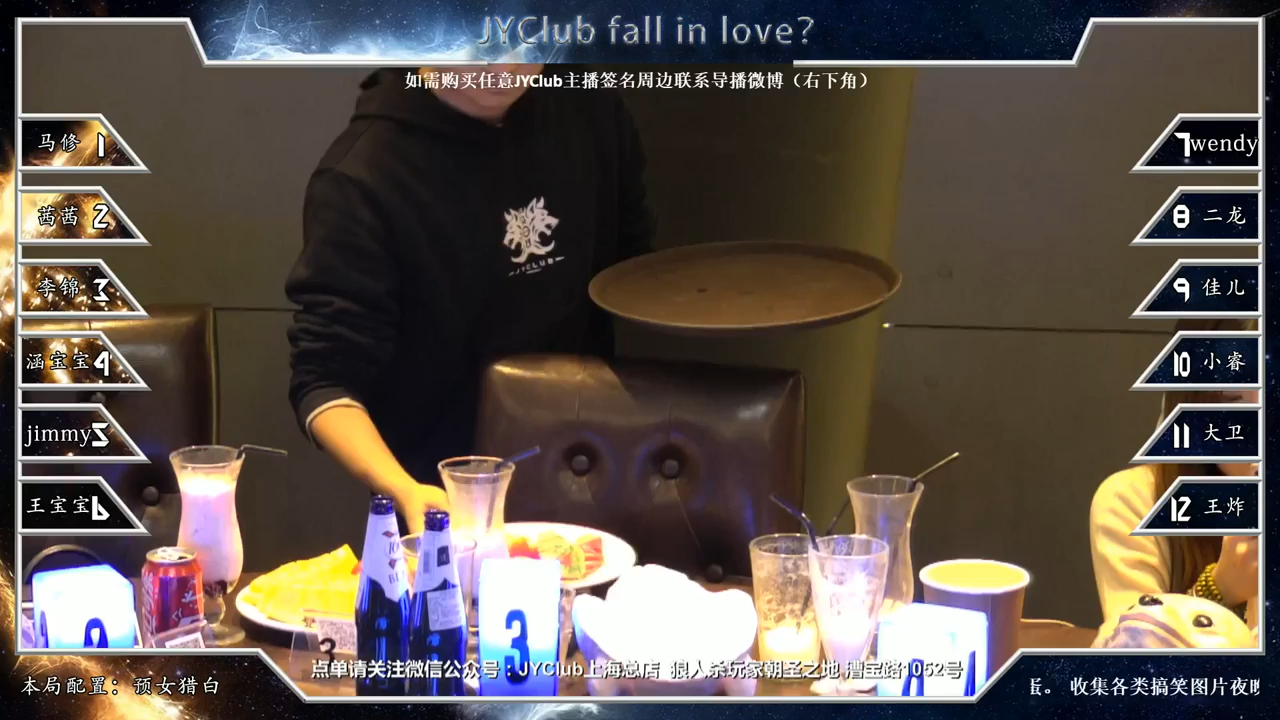 JYClub fall in love?
如需购买任意JYClub主播签名周边联系导播微博（右下角）
马修 1
茜茜 2
李锦 3
涵宝宝 4
jimmy 5
王宝宝 6
7 wendy
8 二龙
9 佳儿
10 小睿
11 大卫
12 王炸
JYCLUB
3
3
点单请关注微信公众号：JYClub上海总店 狼人杀玩家朝圣之地 漕宝路1052号
本局配置：预女猎白
收集各类搞笑图片夜